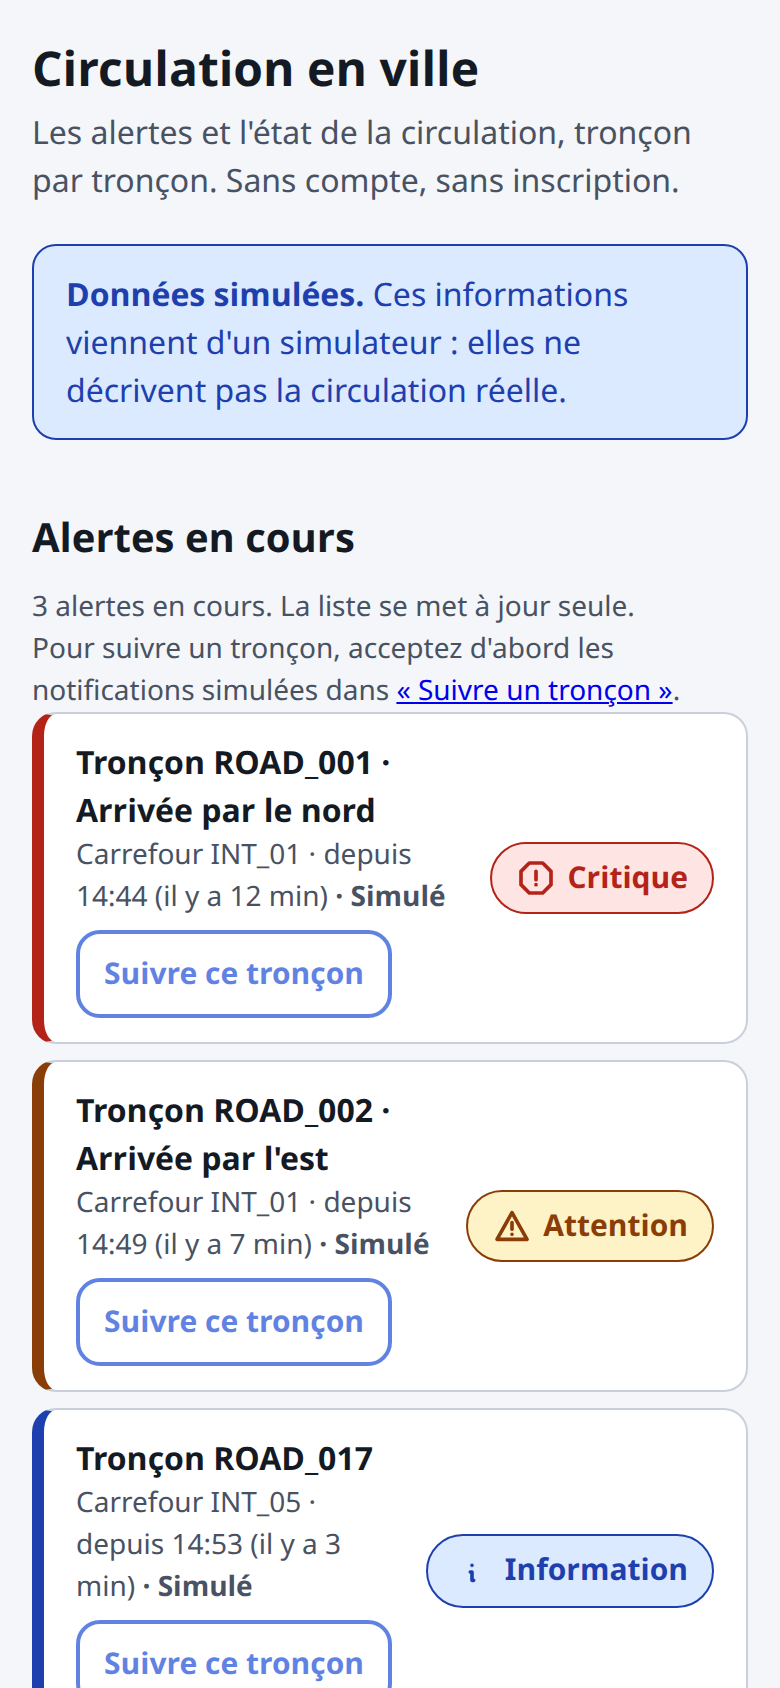 Circulation en ville
Les alertes et l'état de la circulation, tronçon
par tronçon. Sans compte, sans inscription.
Données simulées. Ces informations
viennent d'un simulateur : elles ne
décrivent pas la circulation réelle.
Alertes en cours
3 alertes en cours. La liste se met à jour seule.
Pour suivre un tronçon, acceptez d'abord les
notifications simulées dans « Suivre un tronçon ».
Tronçon ROAD_001 ·
Arrivée par le nord
Carrefour INT_01 · depuis
14:44 (il y a 12 min) · Simulé
Critique
Suivre ce tronçon
Tronçon ROAD_002 ·
Arrivée par l'est
Carrefour INT_01 · depuis
14:49 (il y a 7 min) · Simulé
Attention
Suivre ce tronçon
Tronçon ROAD_017
Carrefour INT_05 ·
depuis 14:53 (il y a 3
min) · Simulé
Information
Suivre ce tronçon